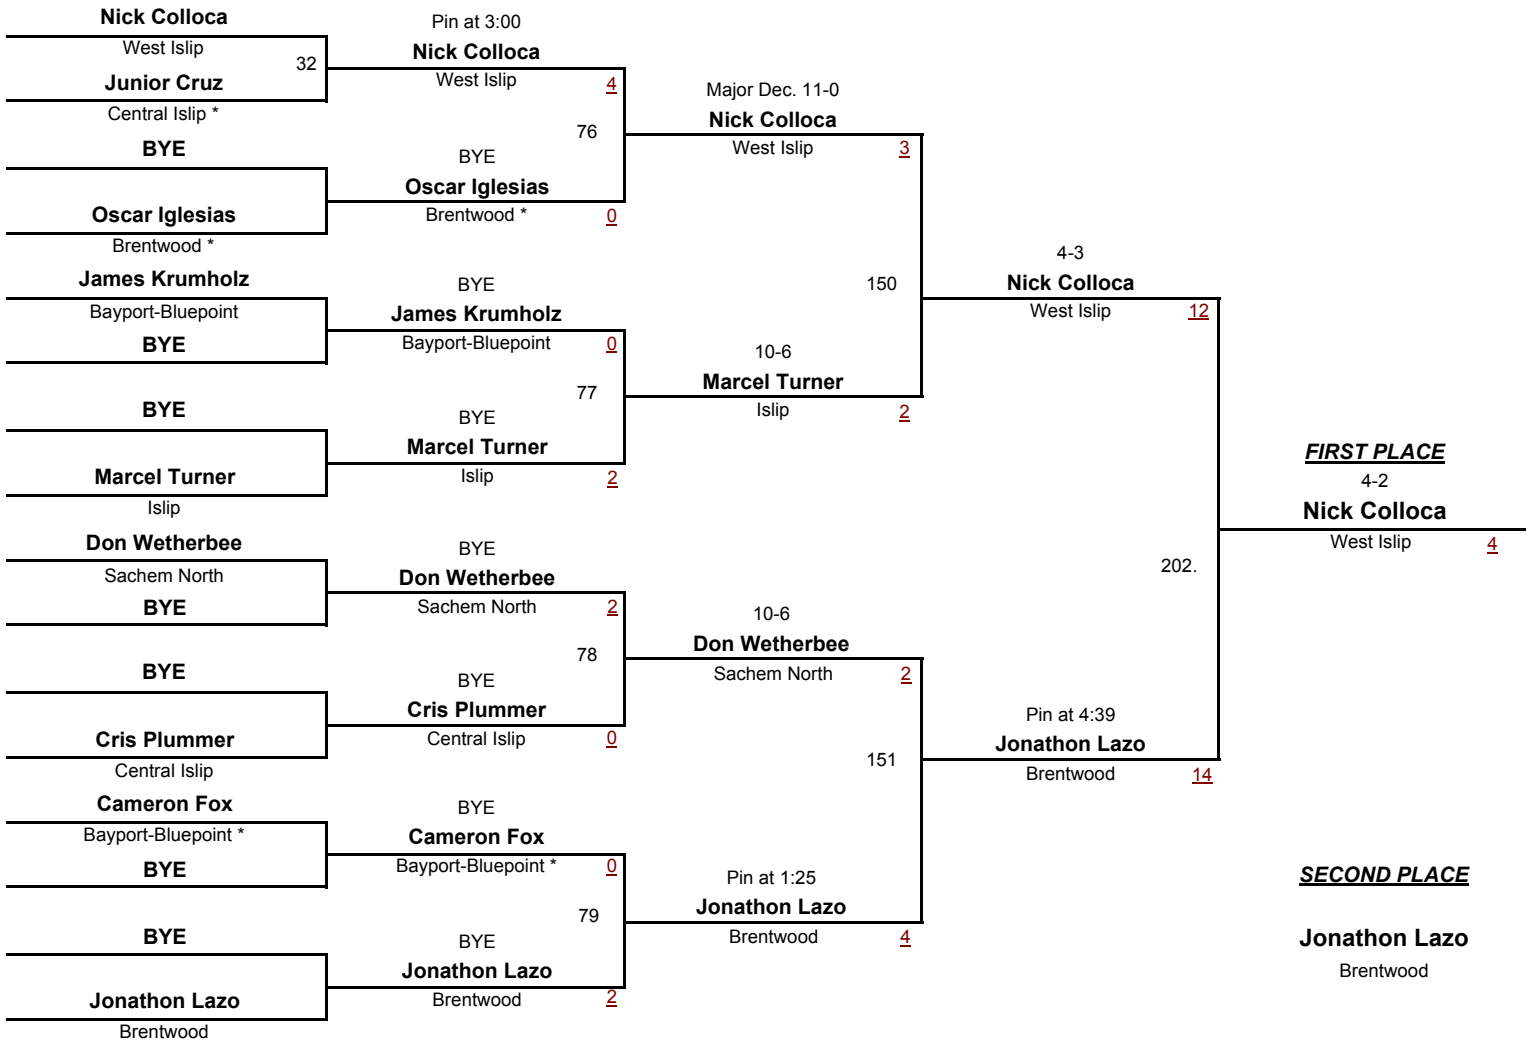 Nick Colloca
West Islip
32
Junior Cruz
Central Islip *
BYE
Oscar Iglesias
Brentwood *
James Krumholz
Bayport-Bluepoint
BYE
BYE
Marcel Turner
Islip
Don Wetherbee
Sachem North
BYE
BYE
Cris Plummer
Central Islip
Cameron Fox
Bayport-Bluepoint *
BYE
BYE
Jonathon Lazo
Brentwood
Pin at 3:00
Nick Colloca
West Islip
4
76
BYE
Oscar Iglesias
Brentwood *
0
BYE
James Krumholz
Bayport-Bluepoint
0
77
BYE
Marcel Turner
Islip
2
BYE
Don Wetherbee
Sachem North
2
78
BYE
Cris Plummer
Central Islip
0
BYE
Cameron Fox
Bayport-Bluepoint *
0
79
BYE
Jonathon Lazo
Brentwood
2
Major Dec. 11-0
Nick Colloca
West Islip
3
150
10-6
Marcel Turner
Islip
2
10-6
Don Wetherbee
Sachem North
2
151
Pin at 1:25
Jonathon Lazo
Brentwood
4
4-3
Nick Colloca
West Islip
12
202.
Pin at 4:39
Jonathon Lazo
Brentwood
14
FIRST PLACE
4-2
Nick Colloca
West Islip
4
SECOND PLACE
Jonathon Lazo
Brentwood